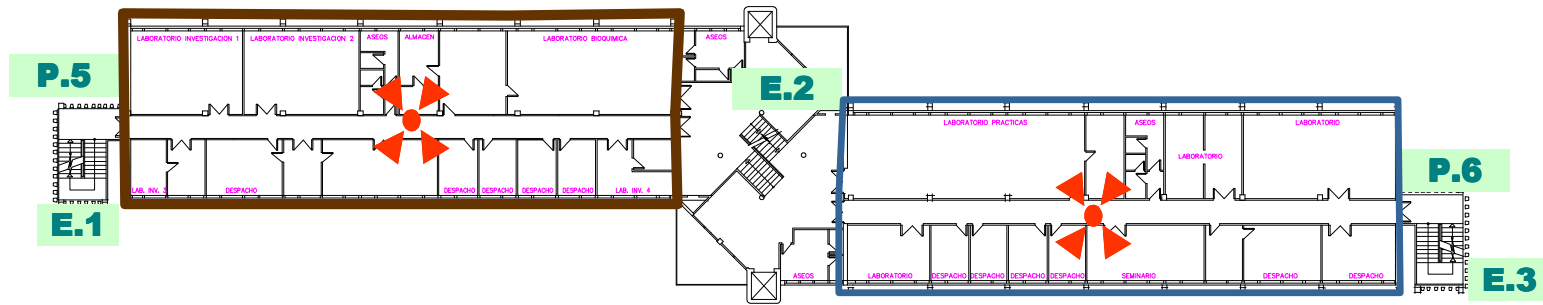 LABORATORIO INVESTIGACION 1
LABORATORIO INVESTIGACION 2
ASEOS
ALMACEN
LABORATORIO BIOQUIMICA
ASEOS
P.5
E.2
LABORATORIO PRACTICAS
ASEOS
LABORATORIO
LABORATORIO
P.6
LAB. INV. 3
DESPACHO
DESPACHO
DESPACHO
DESPACHO
DESPACHO
LAB. INV. 4
E.1
ASEOS
LABORATORIO
DESPACHO
DESPACHO
DESPACHO
DESPACHO
SEMINARIO
DESPACHO
DESPACHO
E.3